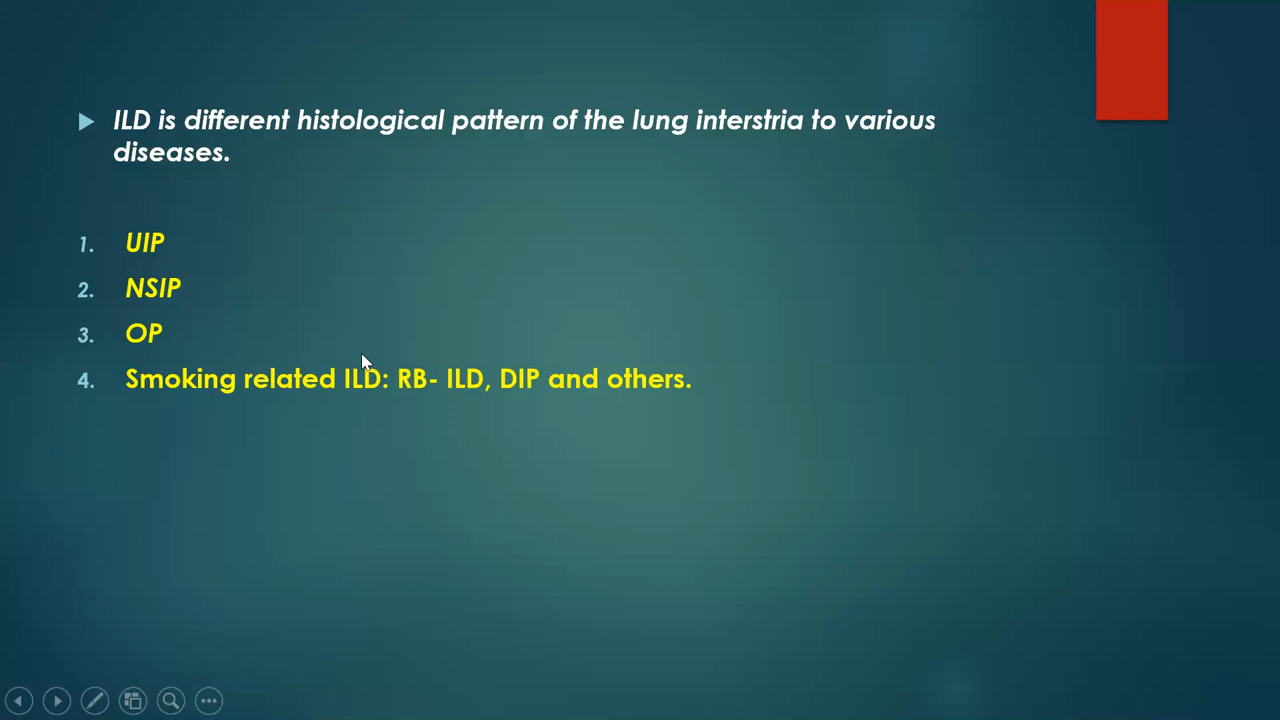 ILD is different histological pattern of the lung interstria to various
diseases.
1. UIP
2. NSIP
3. OP
4. Smoking related ILD: RB- ILD, DIP and others.